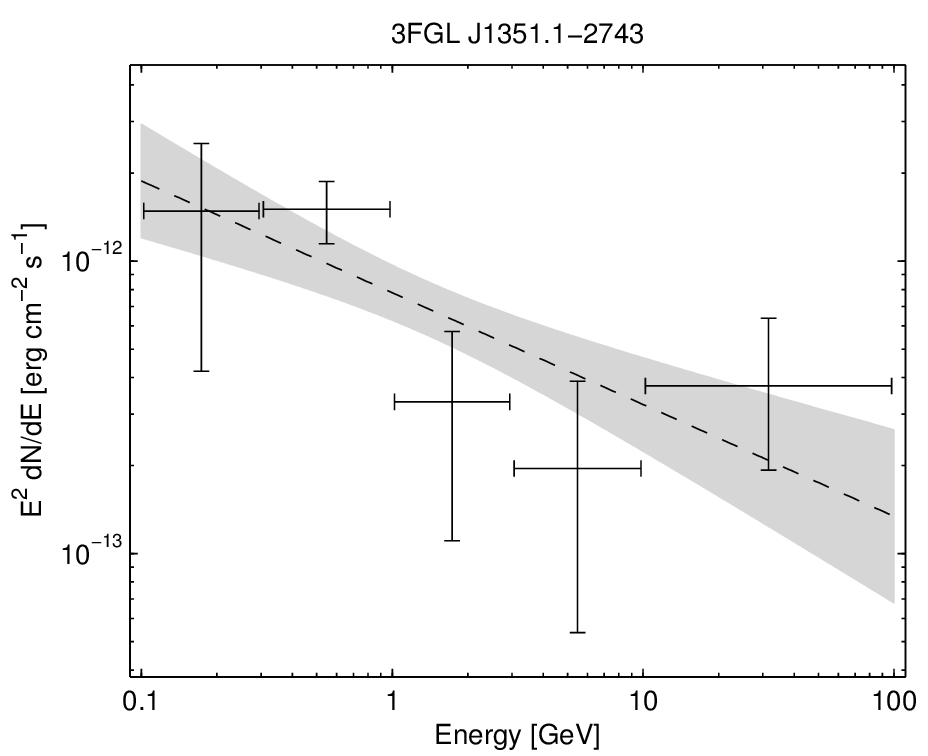 3FGL J1351.1−2743
E² dN/dE [erg cm⁻² s⁻¹]
10⁻¹²
10⁻¹³
0.1 1 10 100
Energy [GeV]